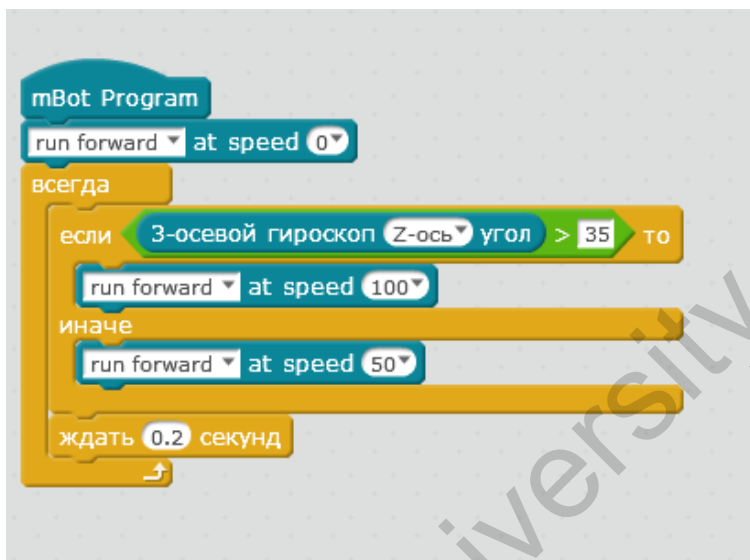 mBot Program
run forward at speed 0
всегда
если 3-осевой гироскоп Z-ось угол > 35 то
run forward at speed 100
иначе
run forward at speed 50
ждать 0.2 секунд
iversity